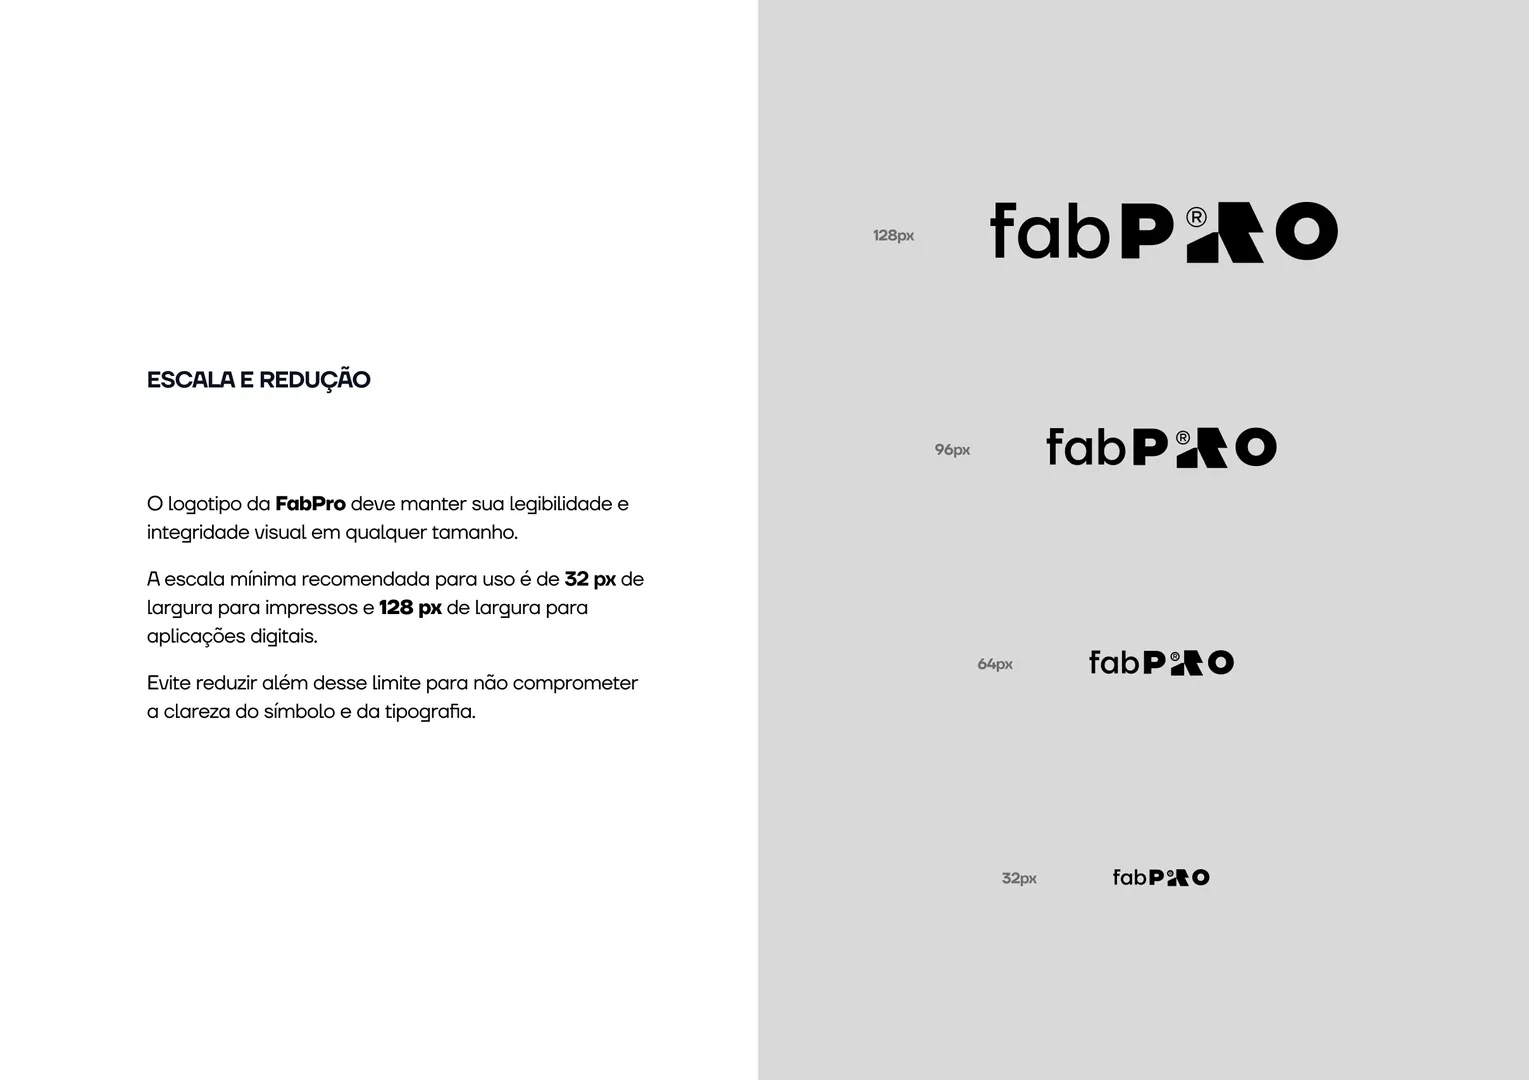 ESCALA E REDUÇÃO
O logotipo da FabPro deve manter sua legibilidade e
integridade visual em qualquer tamanho.
A escala mínima recomendada para uso é de 32 px de
largura para impressos e 128 px de largura para
aplicações digitais.
Evite reduzir além desse limite para não comprometer
a clareza do símbolo e da tipografia.
128px
fabPRO ®
96px
fabPRO ®
64px
fabPRO ®
32px
fabPRO ®